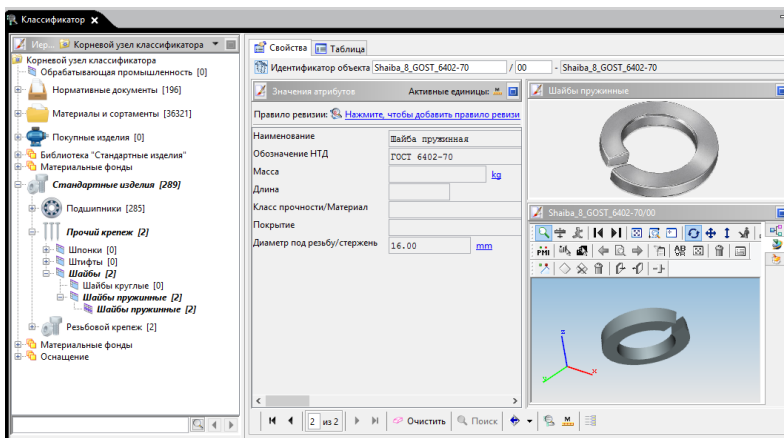 Классификатор
Иер... Корневой узел классификатора
Корневой узел классификатора
Обрабатывающая промышленность [0]
Нормативные документы [196]
Материалы и сортаменты [36321]
Покупные изделия [0]
Библиотека "Стандартные изделия"
Материальные фонды
Стандартные изделия [289]
Подшипники [285]
Прочий крепеж [2]
Шпонки [0]
Штифты [0]
Шайбы [2]
Шайбы круглые [0]
Шайбы пружинные [2]
Шайбы пружинные [2]
Резьбовой крепеж [2]
Материальные фонды
Оснащение
Свойства Таблица
Идентификатор объекта Shaiba_8_GOST_6402-70 / 00 - Shaiba_8_GOST_6402-70
Значения атрибутов Активные единицы:
Правило ревизии: Нажмите, чтобы добавить правило ревизи
Наименование Шайба пружинная
Обозначение НТД ГОСТ 6402-70
Масса kg
Длина
Класс прочности/Материал
Покрытие
Диаметр под резьбу/стержень 16.00 mm
2 из 2 Очистить Поиск
Шайбы пружинные
Shaiba_8_GOST_6402-70/00
PMI
z
x